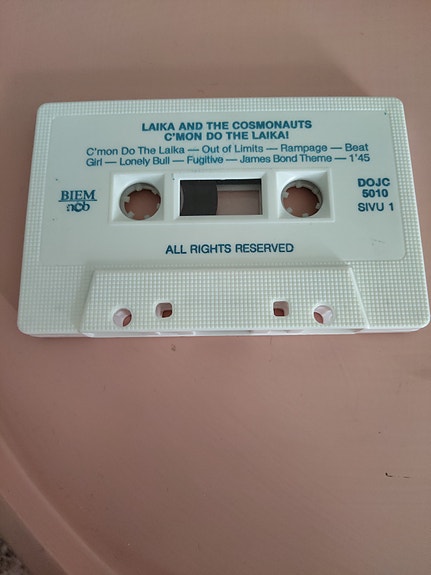 LAIKA AND THE COSMONAUTS
C'MON DO THE LAIKA!
C'mon Do The Laika — Out of Limits — Rampage — Beat
Girl — Lonely Bull — Fugitive — James Bond Theme — 1'45
BIEM
ncb
DOJC
5010
SIVU 1
ALL RIGHTS RESERVED